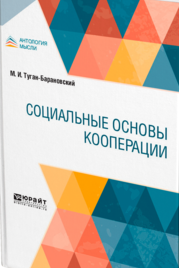 АНТОЛОГИЯ
МЫСЛИ
М. И. Туган-Барановский
СОЦИАЛЬНЫЕ ОСНОВЫ
КООПЕРАЦИИ
юрайт